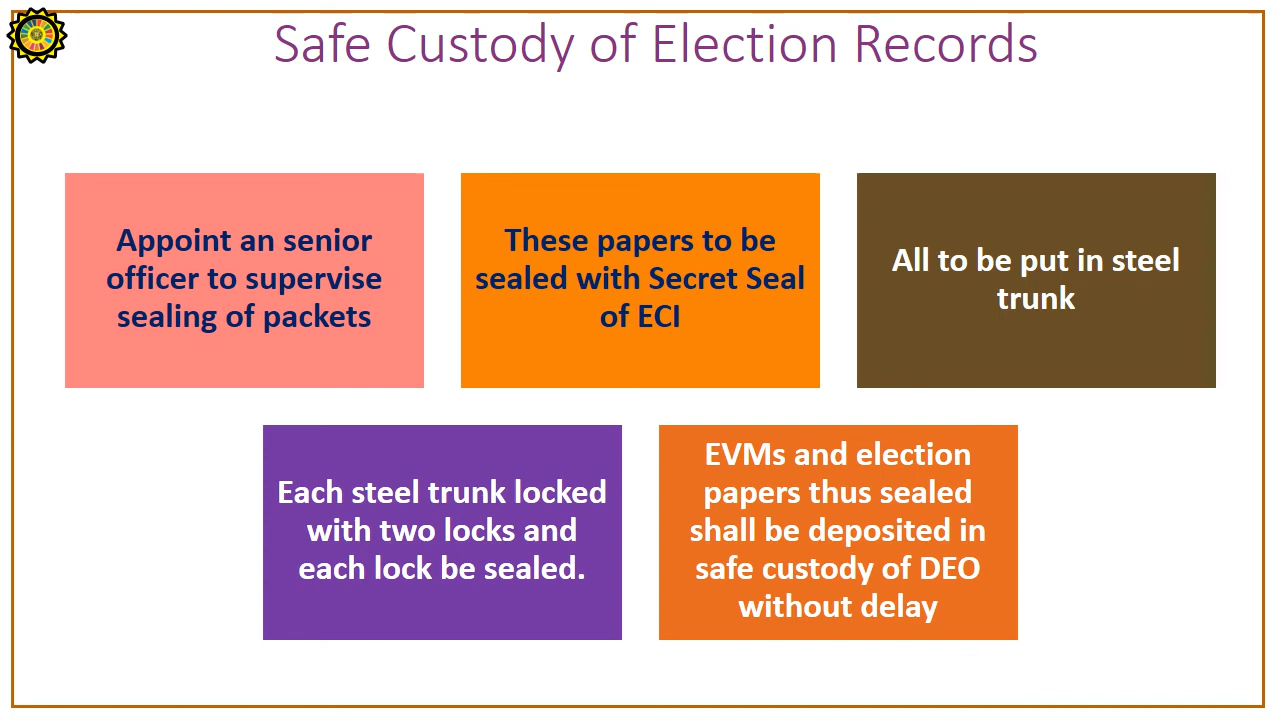 Safe Custody of Election Records
Appoint an senior
officer to supervise
sealing of packets
These papers to be
sealed with Secret Seal
of ECI
All to be put in steel
trunk
Each steel trunk locked
with two locks and
each lock be sealed.
EVMs and election
papers thus sealed
shall be deposited in
safe custody of DEO
without delay